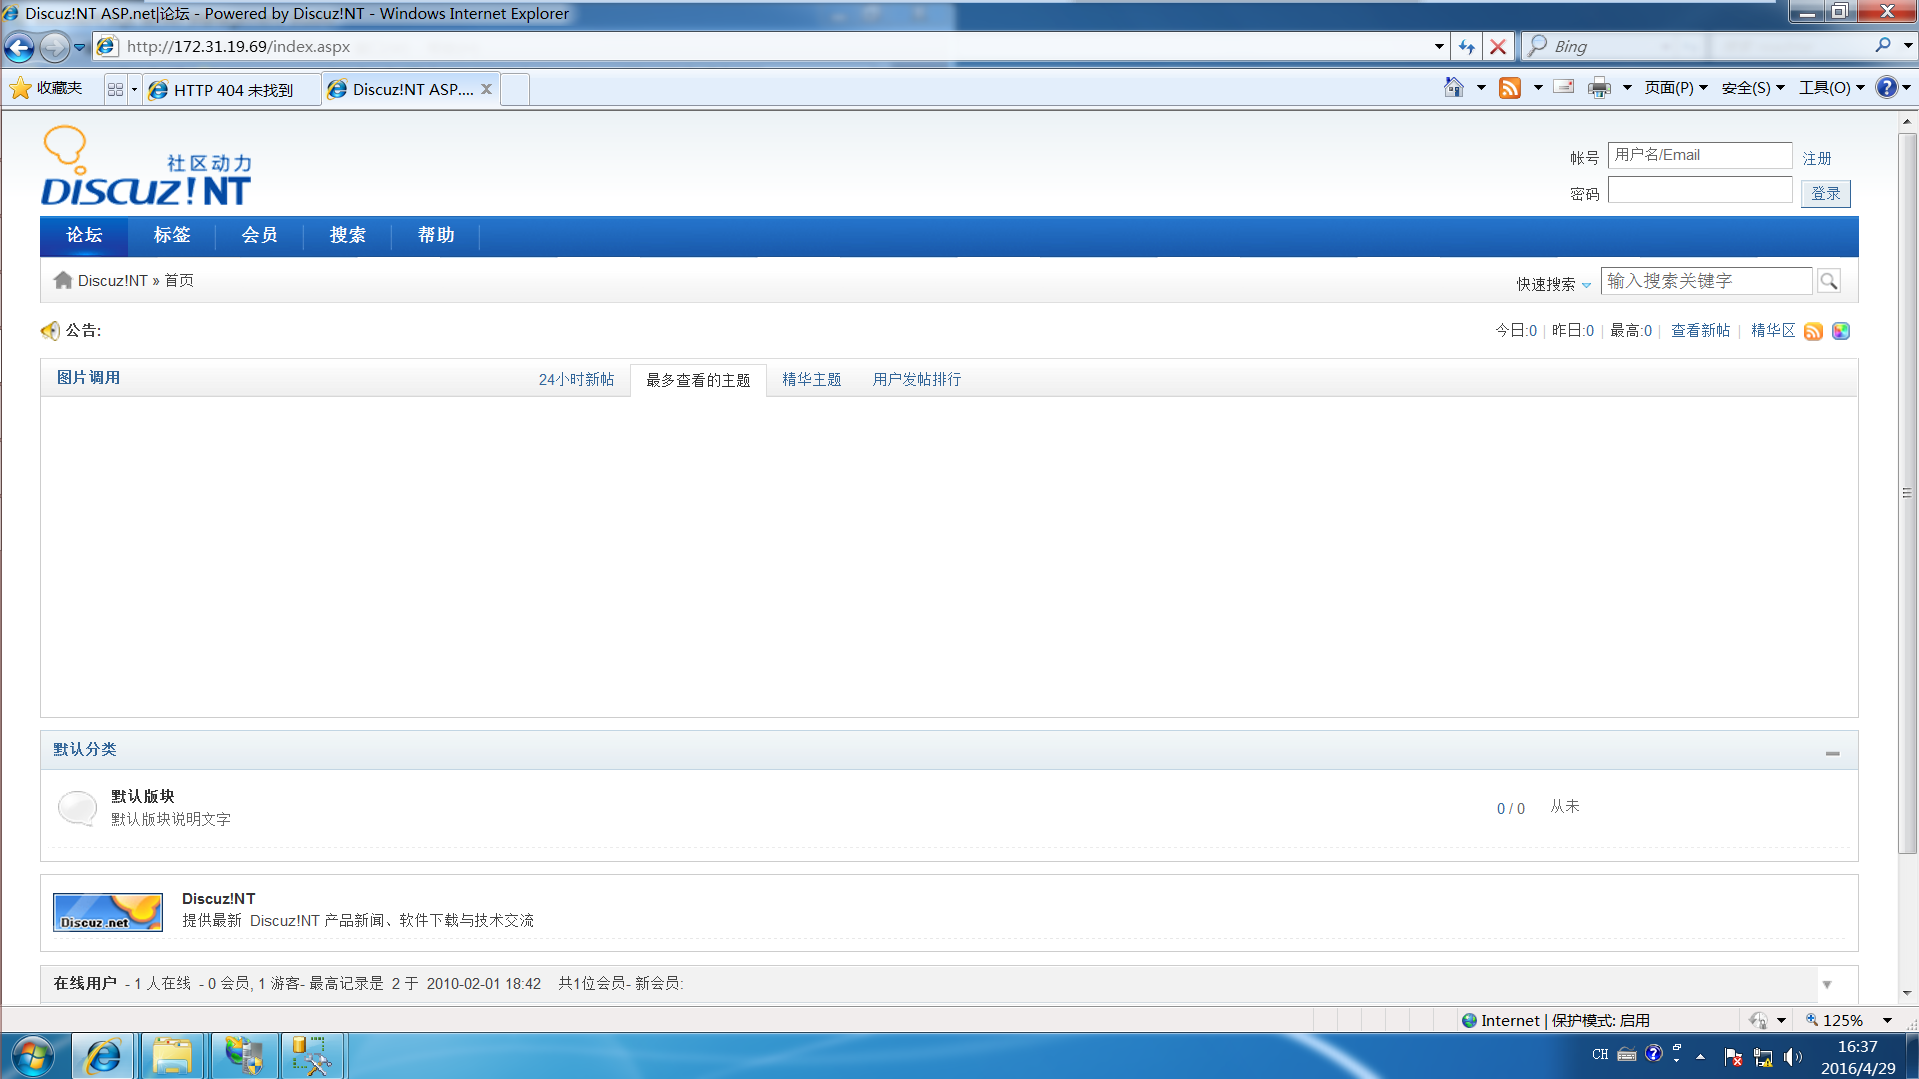 Discuz!NT ASP.net|论坛 - Powered by Discuz!NT - Windows Internet Explorer
http://172.31.19.69/index.aspx
Bing
收藏夹
HTTP 404 未找到
Discuz!NT ASP....
页面(P)
安全(S)
工具(O)
社区动力
DISCUZ!NT
帐号 用户名/Email 注册
密码 登录
论坛 标签 会员 搜索 帮助
Discuz!NT » 首页
快速搜索 输入搜索关键字
公告:
今日:0 | 昨日:0 | 最高:0 | 查看新帖 | 精华区
图片调用
24小时新帖 最多查看的主题 精华主题 用户发帖排行
默认分类
默认版块
默认版块说明文字
0 / 0 从未
Discuz.net
Discuz!NT
提供最新 Discuz!NT 产品新闻、软件下载与技术交流
在线用户 - 1 人在线 - 0 会员, 1 游客- 最高记录是 2 于 2010-02-01 18:42 共1位会员- 新会员:
Internet | 保护模式: 启用
125%
CH
16:37
2016/4/29